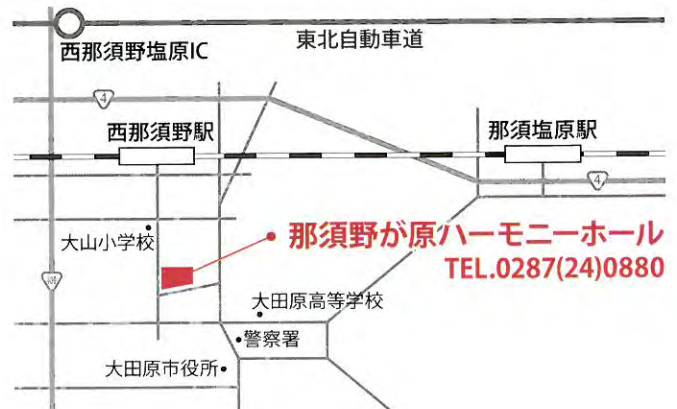 西那須野塩原IC
東北自動車道
4
西那須野駅
那須塩原駅
4
大山小学校
那須野が原ハーモニーホール
TEL.0287(24)0880
大田原高等学校
警察署
大田原市役所